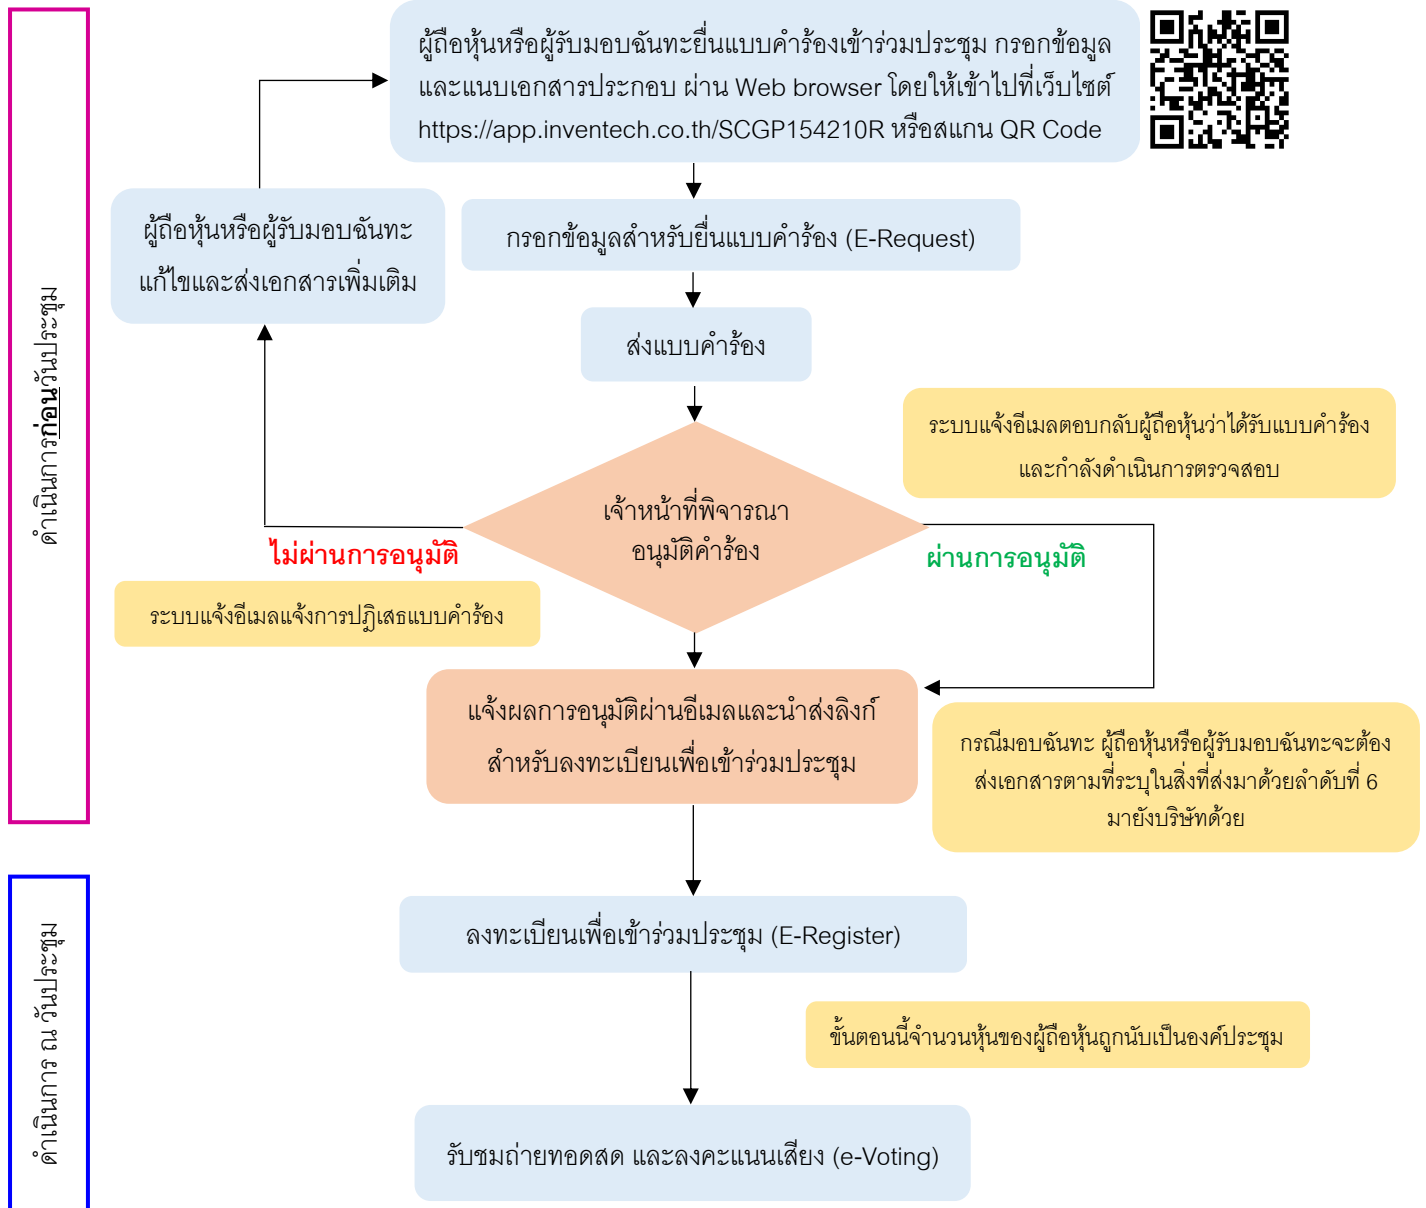 ผู้ถือหุ้นหรือผู้รับมอบฉันทะยื่นแบบคำร้องเข้าร่วมประชุม กรอกข้อมูล
และแนบเอกสารประกอบ ผ่าน Web browser โดยให้เข้าไปที่เว็บไซต์
https://app.inventech.co.th/SCGP154210R หรือสแกน QR Code
ผู้ถือหุ้นหรือผู้รับมอบฉันทะ
แก้ไขและส่งเอกสารเพิ่มเติม
กรอกข้อมูลสำหรับยื่นแบบคำร้อง (E-Request)
ส่งแบบคำร้อง
ดำเนินการก่อนวันประชุม
ระบบแจ้งอีเมลตอบกลับผู้ถือหุ้นว่าได้รับแบบคำร้อง
และกำลังดำเนินการตรวจสอบ
เจ้าหน้าที่พิจารณา
อนุมัติคำร้อง
ไม่ผ่านการอนุมัติ
ผ่านการอนุมัติ
ระบบแจ้งอีเมลแจ้งการปฏิเสธแบบคำร้อง
แจ้งผลการอนุมัติผ่านอีเมลและนำส่งลิงก์
สำหรับลงทะเบียนเพื่อเข้าร่วมประชุม
กรณีมอบฉันทะ ผู้ถือหุ้นหรือผู้รับมอบฉันทะจะต้อง
ส่งเอกสารตามที่ระบุในสิ่งที่ส่งมาด้วยลำดับที่ 6
มายังบริษัทด้วย
ดำเนินการ ณ วันประชุม
ลงทะเบียนเพื่อเข้าร่วมประชุม (E-Register)
ขั้นตอนนี้จำนวนหุ้นของผู้ถือหุ้นถูกนับเป็นองค์ประชุม
รับชมถ่ายทอดสด และลงคะแนนเสียง (e-Voting)